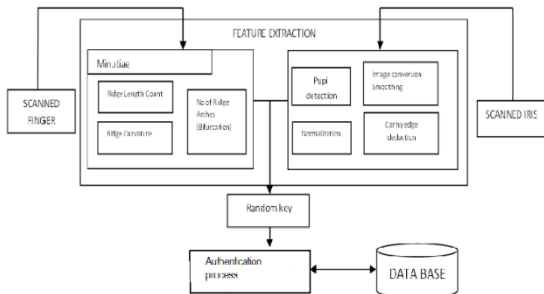 FEATURE EXTRACTION
Minutiae
Ridge Length Count
Ridge Curvature
No of Ridge
Arches
(Bifurcation)
Pupi
detection
Image conversion
Smoothing
Normalization
Canny edge
deduction
SCANNED
FINGER
SCANNED IRIS
Random key
Authentication
process
DATA BASE